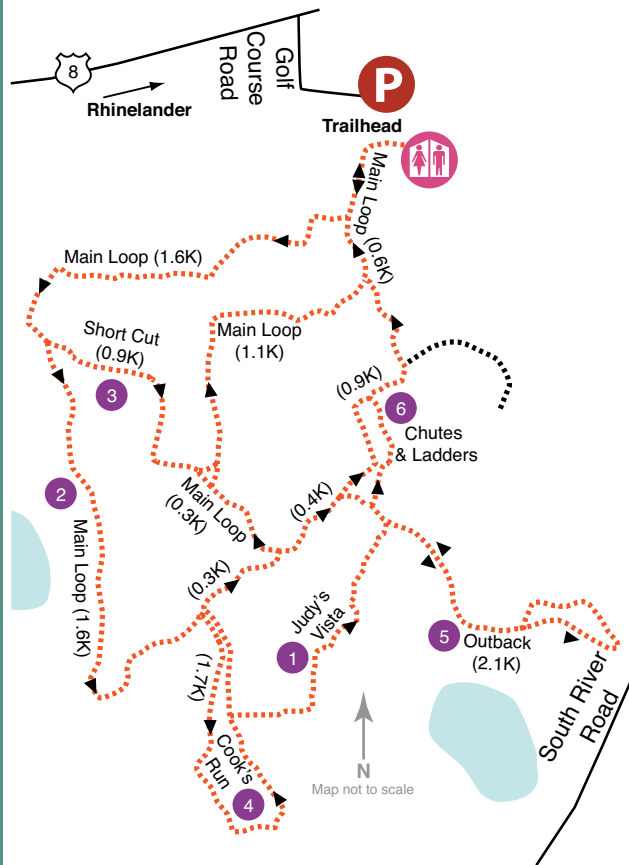 8
Rhinelander
Golf
Course
Road
P
Trailhead
Main Loop (0.6K)
Main Loop (1.6K)
Short Cut
(0.9K)
3
Main Loop
(1.1K)
(0.9K)
6
Chutes
& Ladders
2
Main Loop (1.6K)
Main Loop
(0.3K)
(0.4K)
(0.3K)
Judy's
Vista
1
5
Outback
(2.1K)
(1.7K)
Cook's
Run
4
South River
Road
N
Map not to scale